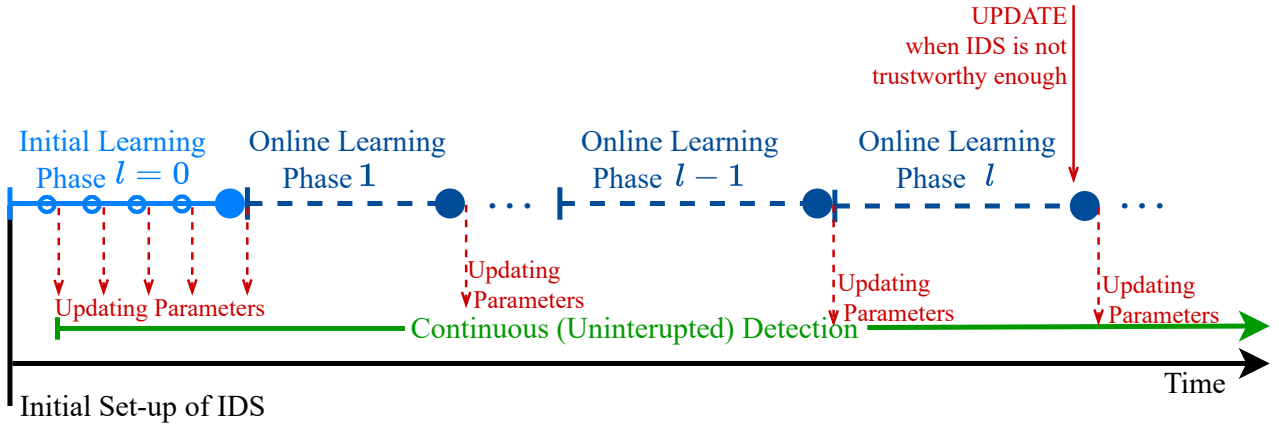 UPDATE
when IDS is not
trustworthy enough
Initial Learning
Phase l = 0
Online Learning
Phase 1
Online Learning
Phase l − 1
Online Learning
Phase l
...
...
Updating Parameters
Updating
Parameters
Updating
Parameters
Updating
Parameters
Continuous (Uninterupted) Detection
Time
Initial Set-up of IDS